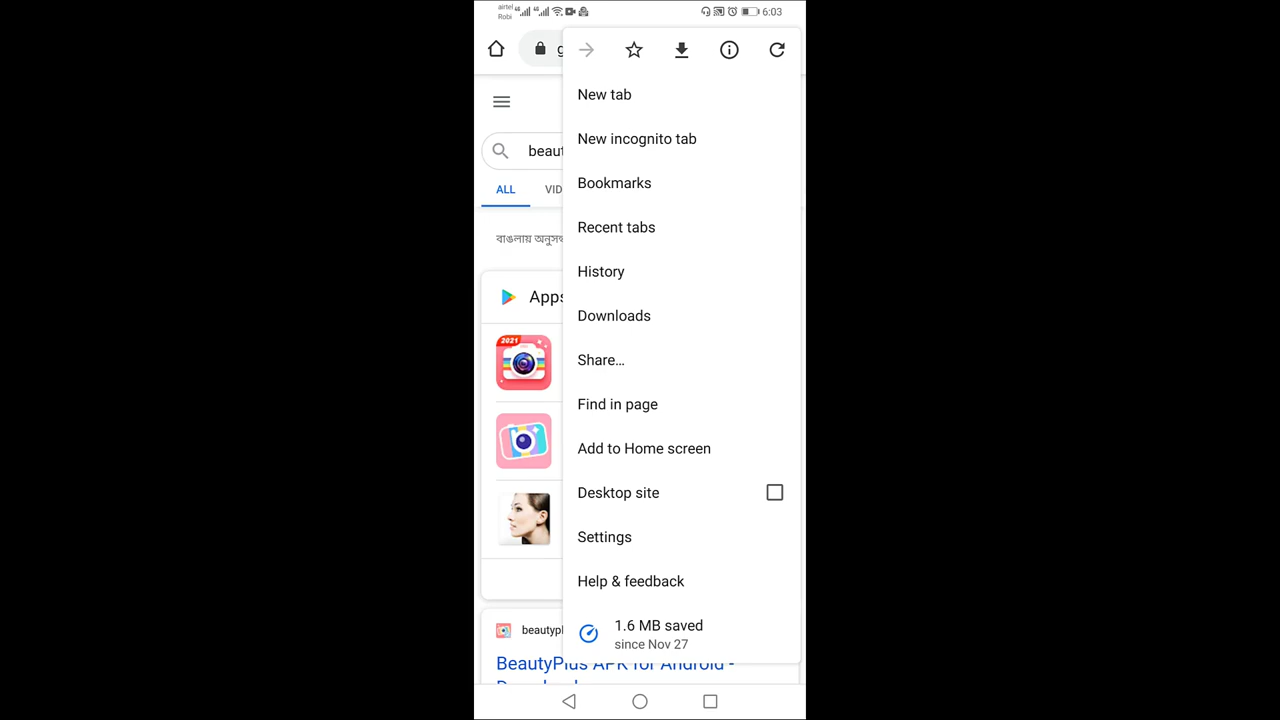 airtel
Robi
6:03
g
New tab
New incognito tab
beaut
Bookmarks
ALL
VID
Recent tabs
বাঙলায়
History
Apps
Downloads
2021
Share…
Find in page
Add to Home screen
Desktop site
Settings
Help & feedback
1.6 MB saved
since Nov 27
beautypl
BeautyPlus APK for Android -